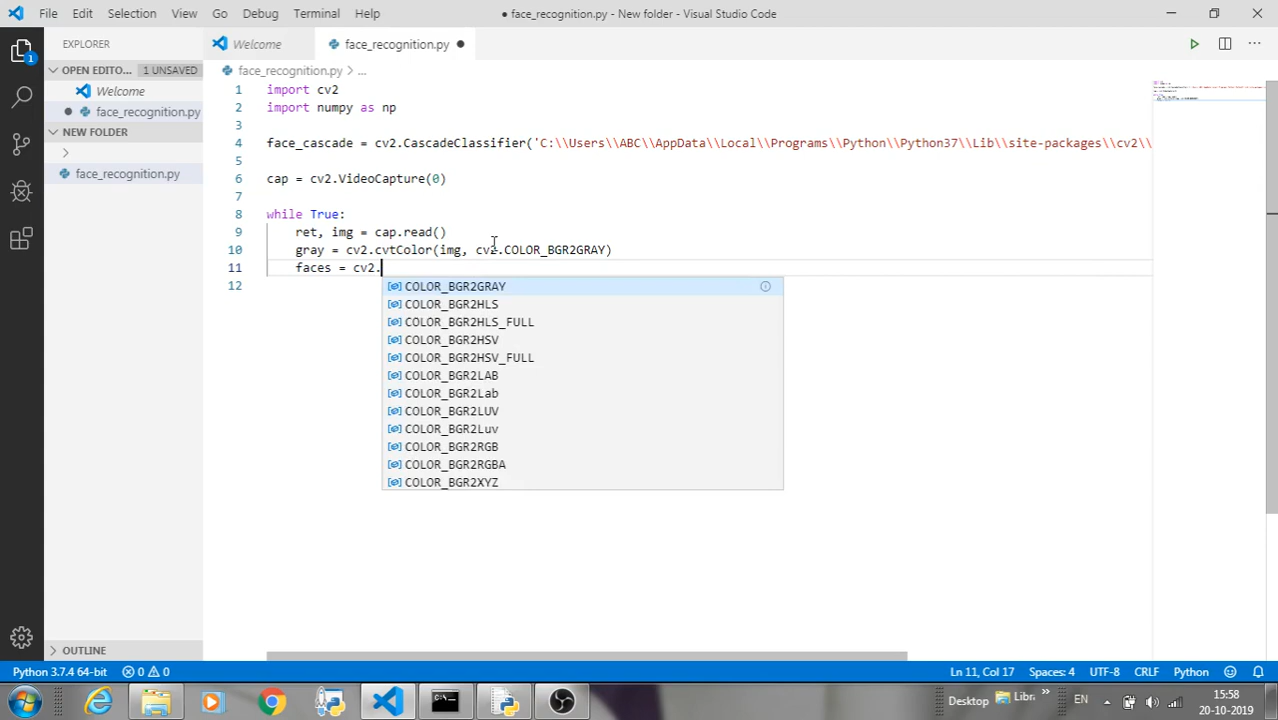 File Edit Selection View Go Debug Terminal Help
● face_recognition.py - New folder - Visual Studio Code
EXPLORER
Welcome
face_recognition.py ●
OPEN EDITO... 1 UNSAVED
Welcome
● face_recognition.py
NEW FOLDER
face_recognition.py
OUTLINE
1
face_recognition.py > ...
1 import cv2
2 import numpy as np
3
4 face_cascade = cv2.CascadeClassifier('C:\\Users\\ABC\\AppData\\Local\\Programs\\Python\\Python37\\Lib\\site-packages\\cv2\\
5
6 cap = cv2.VideoCapture(0)
7
8 while True:
9 ret, img = cap.read()
10 gray = cv2.cvtColor(img, cv2.COLOR_BGR2GRAY)
11 faces = cv2.
12
COLOR_BGR2GRAY
COLOR_BGR2HLS
COLOR_BGR2HLS_FULL
COLOR_BGR2HSV
COLOR_BGR2HSV_FULL
COLOR_BGR2LAB
COLOR_BGR2Lab
COLOR_BGR2LUV
COLOR_BGR2Luv
COLOR_BGR2RGB
COLOR_BGR2RGBA
COLOR_BGR2XYZ
Python 3.7.4 64-bit 0 0 Ln 11, Col 17 Spaces: 4 UTF-8 CRLF Python
Desktop Libr » EN 15:58
20-10-2019